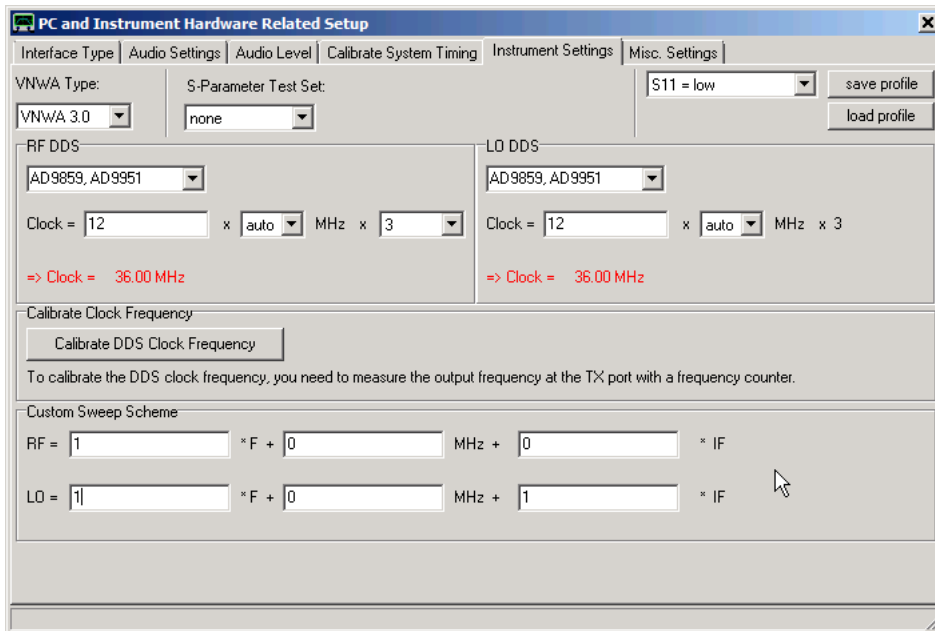 PC and Instrument Hardware Related Setup
Interface Type Audio Settings Audio Level Calibrate System Timing Instrument Settings Misc. Settings
VNWA Type: S-Parameter Test Set: S11 = low save profile
VNWA 3.0 none load profile
RF DDS LO DDS
AD9859, AD9951 AD9859, AD9951
Clock = 12 x auto MHz x 3 Clock = 12 x auto MHz x 3
=> Clock = 36.00 MHz => Clock = 36.00 MHz
Calibrate Clock Frequency
Calibrate DDS Clock Frequency
To calibrate the DDS clock frequency, you need to measure the output frequency at the TX port with a frequency counter.
Custom Sweep Scheme
RF = 1 * F + 0 MHz + 0 * IF
LO = 1 * F + 0 MHz + 1 * IF